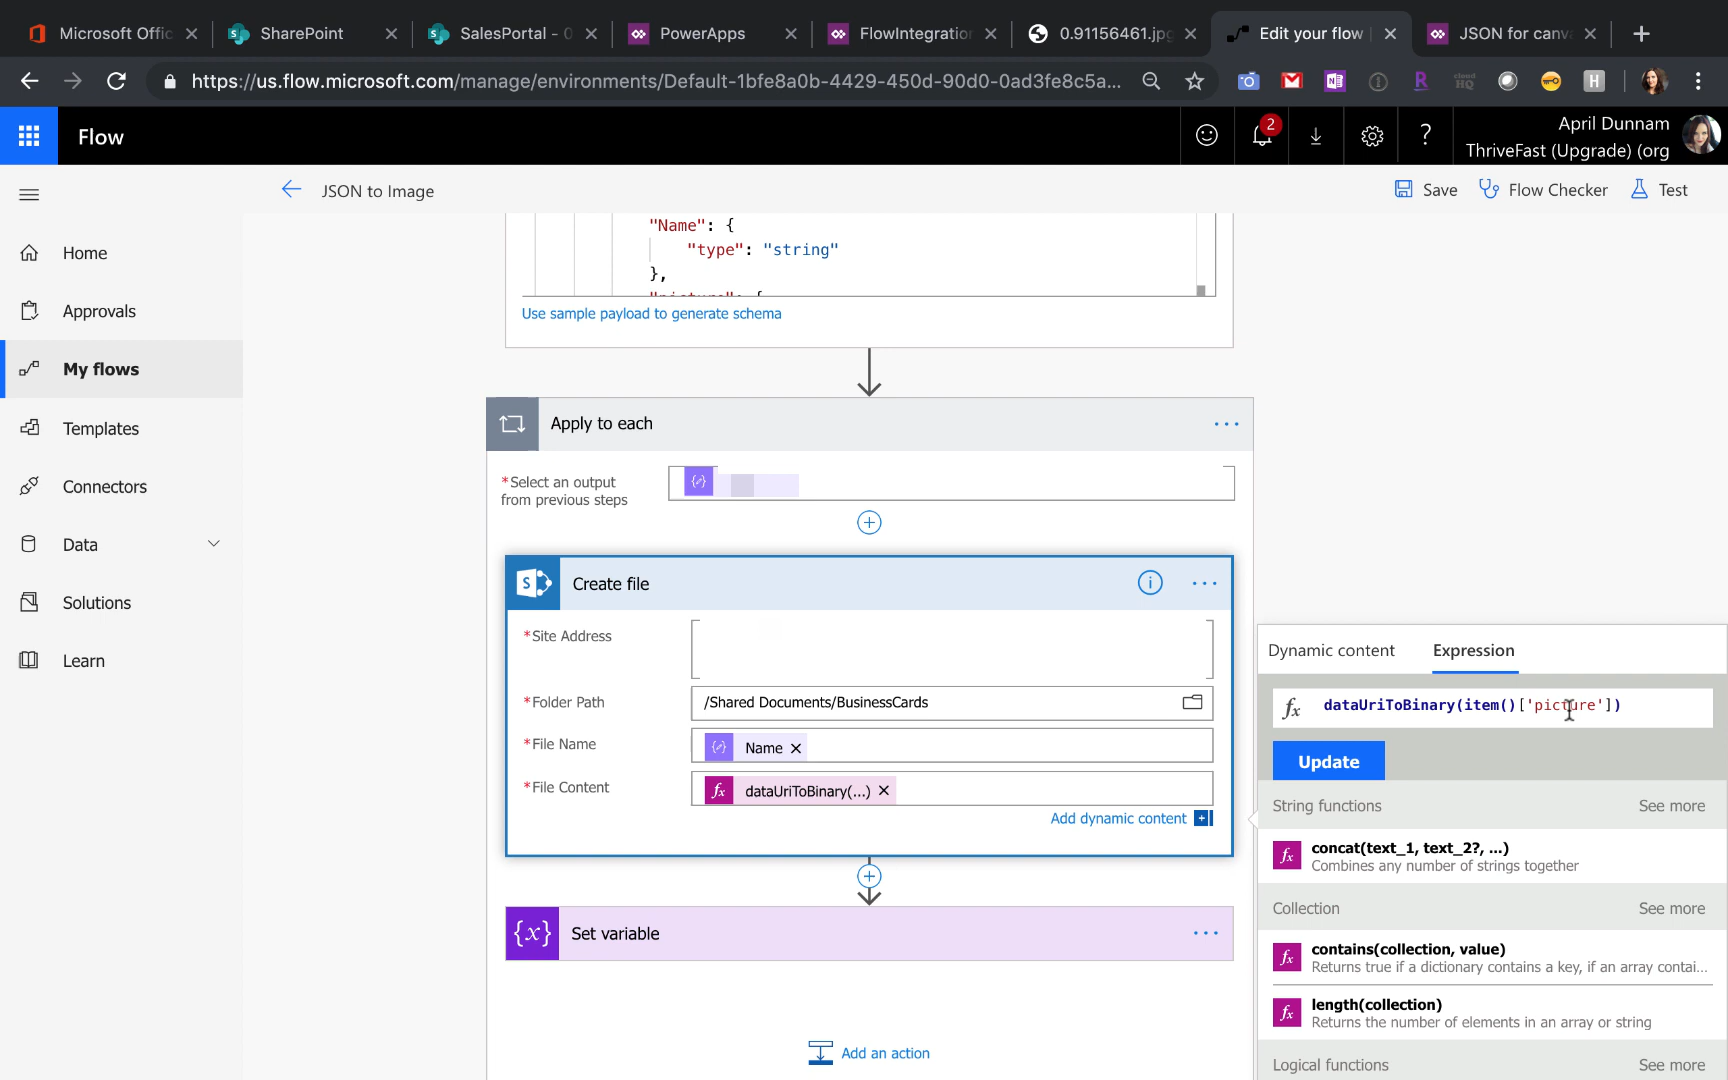 Microsoft Offic
SharePoint
SalesPortal - 0
PowerApps
FlowIntegration
0.91156461.jpg
Edit your flow |
JSON for canv
https://us.flow.microsoft.com/manage/environments/Default-1bfe8a0b-4429-450d-90d0-0ad3fe8c5a...
Flow
2
April Dunnam
ThriveFast (Upgrade) (org
JSON to Image
Save
Flow Checker
Test
Home
Approvals
My flows
Templates
Connectors
Data
Solutions
Learn
"Name": {
"type": "string"
},
"picture": {
Use sample payload to generate schema
Apply to each
*Select an output
from previous steps
Create file
*Site Address
*Folder Path
/Shared Documents/BusinessCards
*File Name
Name
*File Content
dataUriToBinary(...)
Add dynamic content
Set variable
Add an action
Dynamic content
Expression
dataUriToBinary(item()['picture'])
Update
String functions
See more
concat(text_1, text_2?, ...)
Combines any number of strings together
Collection
See more
contains(collection, value)
Returns true if a dictionary contains a key, if an array contai...
length(collection)
Returns the number of elements in an array or string
Logical functions
See more